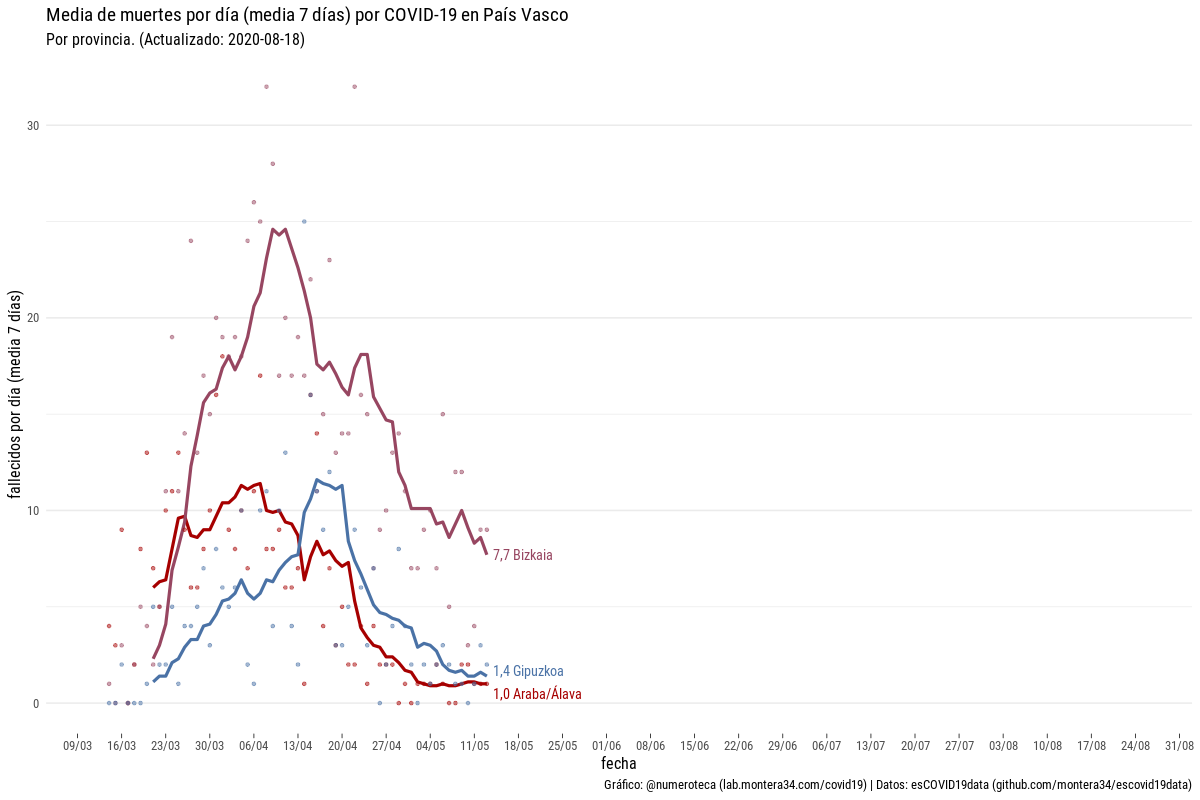 Media de muertes por día (media 7 días) por COVID-19 en País Vasco
Por provincia. (Actualizado: 2020-08-18)
fallecidos por día (media 7 días)
30
20
10
0
7,7 Bizkaia
1,4 Gipuzkoa
1,0 Araba/Álava
09/03 16/03 23/03 30/03 06/04 13/04 20/04 27/04 04/05 11/05 18/05 25/05 01/06 08/06 15/06 22/06 29/06 06/07 13/07 20/07 27/07 03/08 10/08 17/08 24/08 31/08
fecha
Gráfico: @numeroteca (lab.montera34.com/covid19) | Datos: esCOVID19data (github.com/montera34/escovid19data)